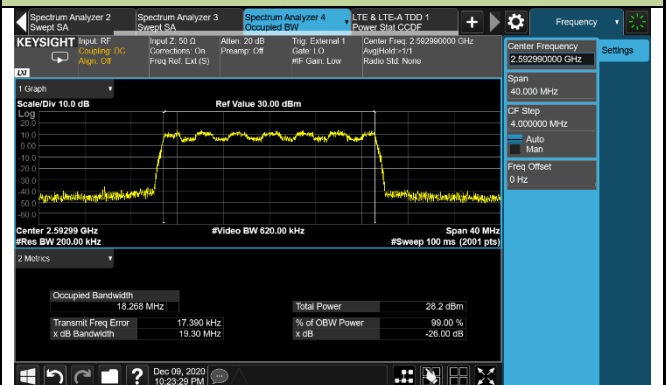 Spectrum Analyzer 2
Swept SA
Spectrum Analyzer 3
Swept SA
Spectrum Analyzer 4
Occupied BW
LTE & LTE-A TDD 1
Power Stat CCDF
Frequency
KEYSIGHT
Input: RF
Coupling: DC
Align: Off
Input Z: 50 Ω
Corrections: On
Freq Ref: Ext (S)
Atten: 20 dB
Preamp: Off
Trig: External 1
Gate: LO
#IF Gain: Low
Center Freq: 2.592990000 GHz
Avg|Hold:>1/1
Radio Std: None
LXI
Center Frequency
2.592990000 GHz
Settings
Span
40.000 MHz
CF Step
4.000000 MHz
Auto
Man
Freq Offset
0 Hz
1 Graph
Scale/Div 10.0 dB
Ref Value 30.00 dBm
Log
20.0
10.0
0.00
-10.0
-20.0
-30.0
-40.0
-50.0
-60.0
Center 2.59299 GHz
#Res BW 200.00 kHz
#Video BW 620.00 kHz
Span 40 MHz
#Sweep 100 ms (2001 pts)
2 Metrics
Occupied Bandwidth
18.268 MHz
Total Power
28.2 dBm
Transmit Freq Error
17.390 kHz
% of OBW Power
99.00 %
x dB Bandwidth
19.30 MHz
x dB
-26.00 dB
?
Dec 09, 2020
10:23:29 PM